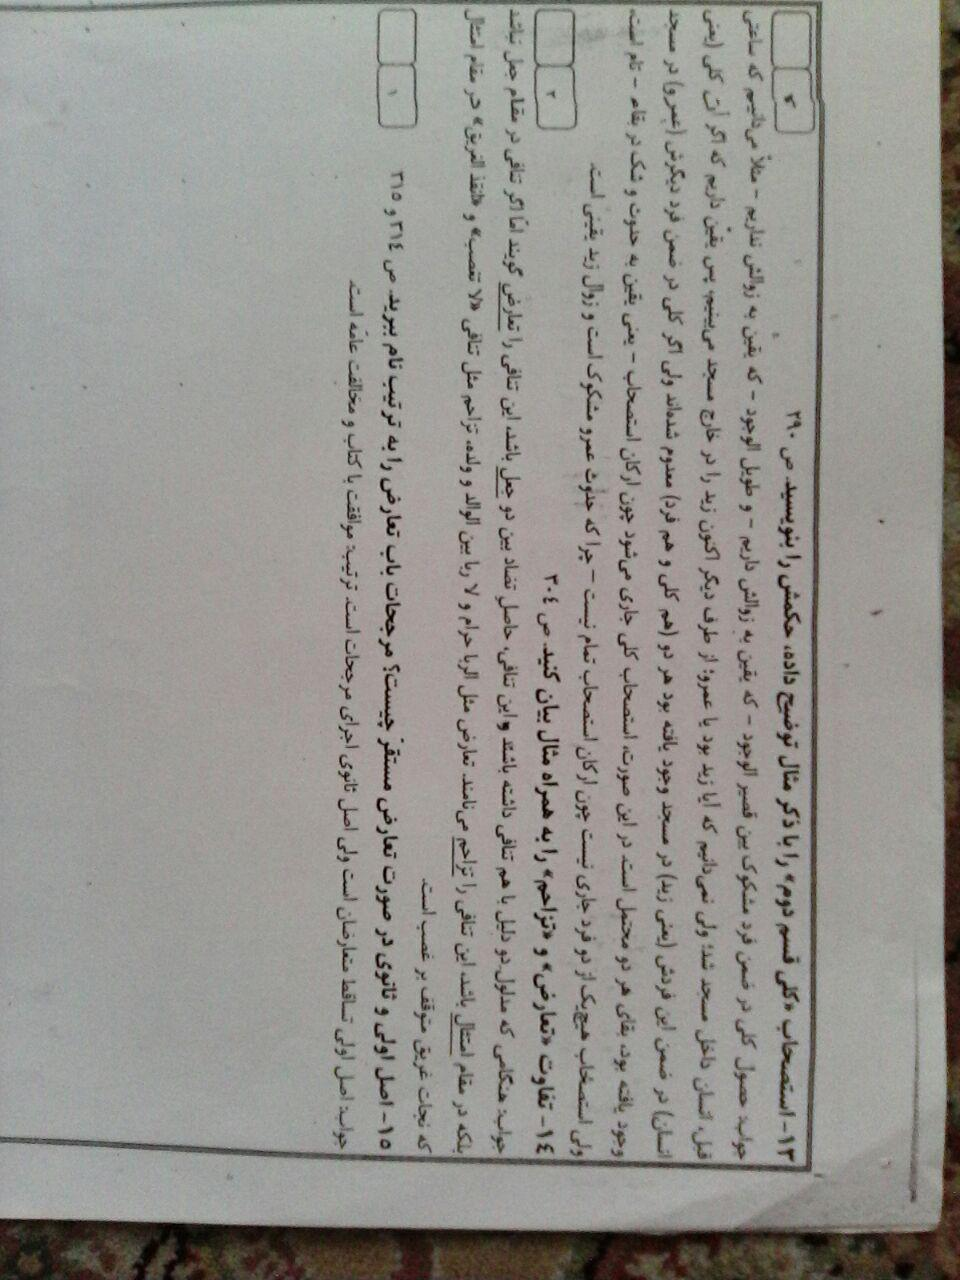 ۱۳- استصحاب «کلی قسم دوم» را با ذکر مثال توضیح داده، حکمش را بنویسید. ص ۲۹۰
جواب: حصول کلی در ضمن فرد مشکوک بین قصیر الوجود - که یقین به زوالش داریم - و طویل الوجود - که یقین به زوالش نداریم - مثلاً می‌دانیم که ساعتی
قبل، انسان داخل مسجد شد؛ ولی نمی‌دانیم که آیا زید بود یا عمرو؛ از طرف دیگر اکنون زید را در خارج مسجد می‌بینیم، پس یقین داریم که اگر آن کلی (یعنی
انسان) در ضمن این فردش (یعنی زید) در مسجد وجود یافته بود هر دو (هم کلی و هم فرد) معدوم شده‌اند ولی اگر کلی در ضمن فرد دیگرش (عمرو) در مسجد
وجود یافته بود، بقای هر دو محتمل است. در این صورت، استصحاب کلی جاری می‌شود چون ارکان استصحاب - یعنی یقین به حدوث و شک در بقاء - تام است.
ولی استصحاب هیچ‌یک از دو فرد جاری نیست چون ارکان استصحاب تمام نیست - چرا که حدوث عمرو مشکوک است و زوال زید یقینی است.
۱۴- تفاوت «تعارض» و «تزاحم» را به همراه مثال بیان کنید. ص ۳۰۴
۲
جواب: هنگامی که مدلول دو دلیل با هم تنافی داشته باشند و این تنافی، حاصل تضاد بین دو جعل باشد، این تنافی را تعارض گویند امّا اگر تنافی در مقام جعل نباشد
بلکه در مقام امتثال باشد، این تنافی را تزاحم می‌نامند. تعارض مثل الربا حرام و لا ربا بین الوالد و ولده، تزاحم مثل تنافی «لا تغصب» و «انقذ الغریق» در مقام امتثال
که نجات غریق متوقف بر غصب است.
۱۵- اصل اولی و ثانوی در صورت تعارض مستقرّ چیست؟ مرجحات باب تعارض را به ترتیب نام ببرید. ص ۳۱۴ و ۳۱۵
۱
جواب: اصل اولی تساقط متعارضان است ولی اصل ثانوی اجرای مرجحات است. ترتیب: موافقت با کتاب و مخالفت عامّه است.